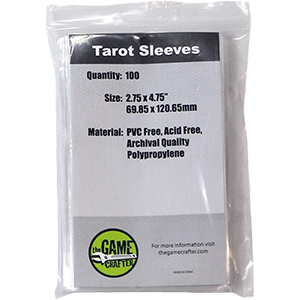 Tarot Sleeves
Quantity: 100
Size: 2.75 x 4.75"
69.85 x 120.65mm
Material: PVC Free, Acid Free,
Archival Quality
Polypropylene
the GAME
CRAFTER
For more information visit
thegamecrafter.com